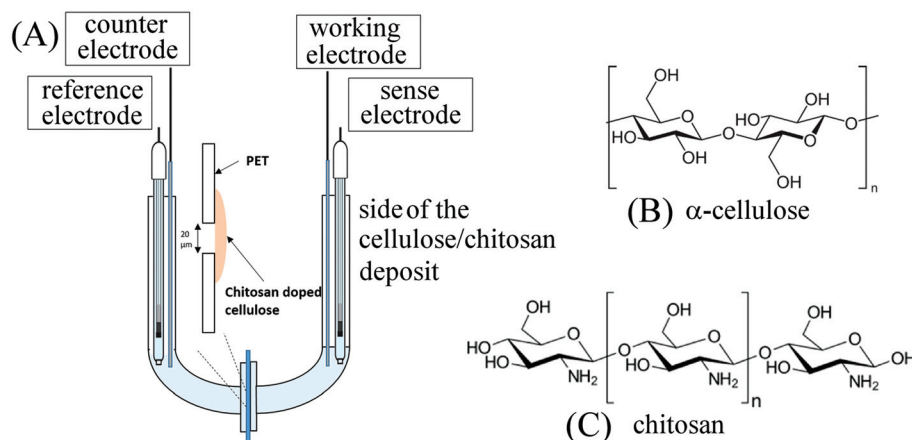 (A)
counter
electrode
reference
electrode
working
electrode
sense
electrode
PET
20
μm
Chitosan doped
cellulose
side of the
cellulose/chitosan
deposit
OH
O
HO
OH
O
OH
HO
O
OH
O
n
(B) α-cellulose
OH
HO
HO
O
NH2
O
OH
HO
O
NH2
n
O
OH
HO
O
NH2
OH
(C) chitosan